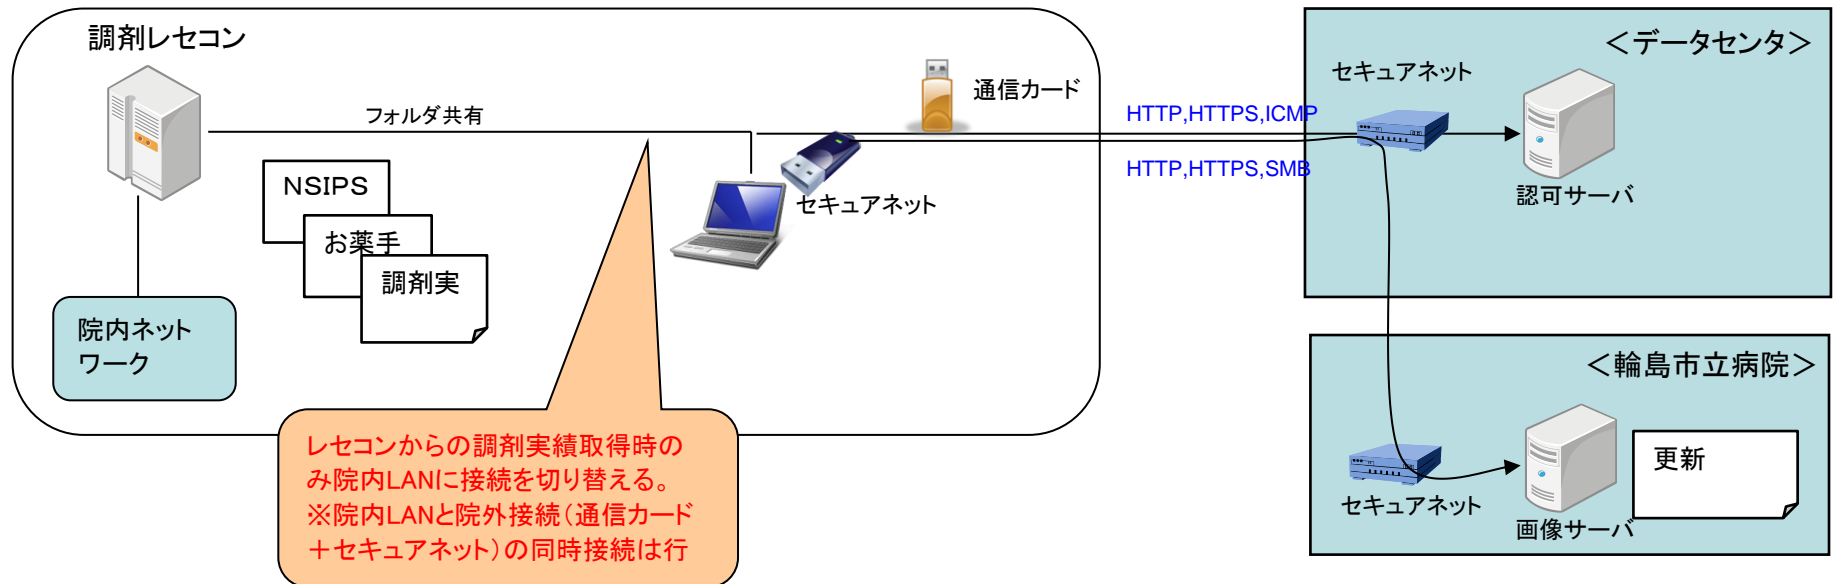 調剤レセコン
フォルダ共有
通信カード
NSIPS
お薬手
調剤実
セキュアネット
院内ネット
ワーク
レセコンからの調剤実績取得時の
み院内LANに接続を切り替える。
※院内LANと院外接続(通信カード
+セキュアネット)の同時接続は行
HTTP,HTTPS,ICMP
HTTP,HTTPS,SMB
<データセンタ>
セキュアネット
認可サーバ
<輪島市立病院>
セキュアネット
画像サーバ
更新